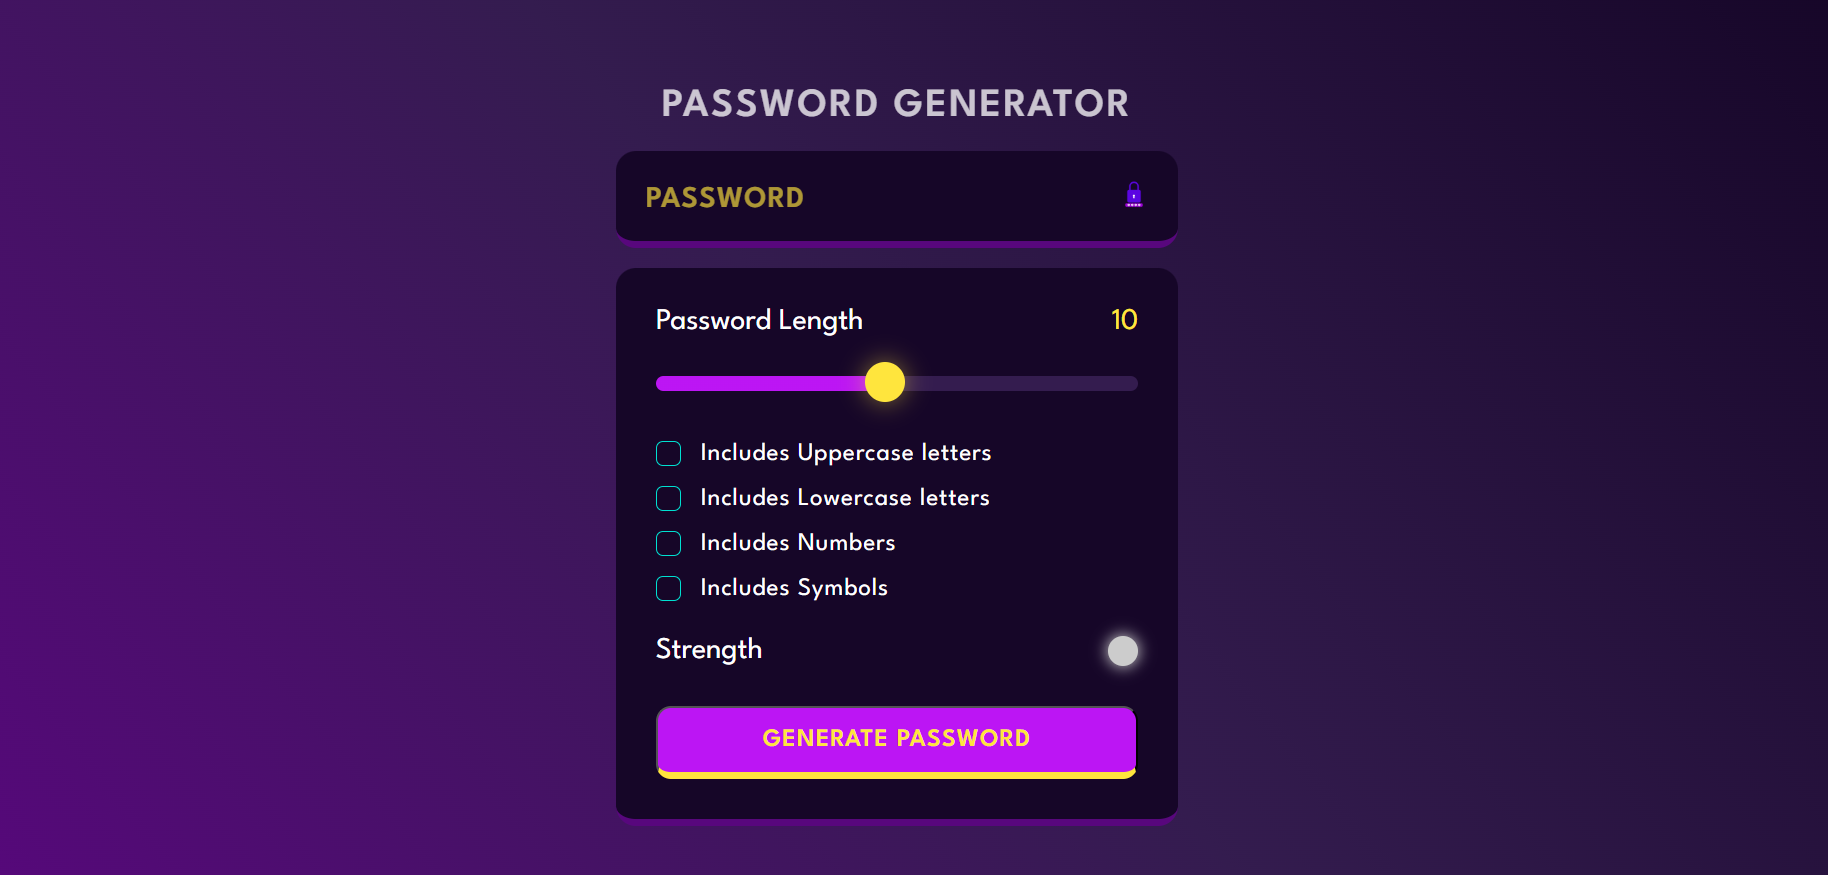 PASSWORD GENERATOR
PASSWORD
Password Length 10
Includes Uppercase letters
Includes Lowercase letters
Includes Numbers
Includes Symbols
Strength
GENERATE PASSWORD